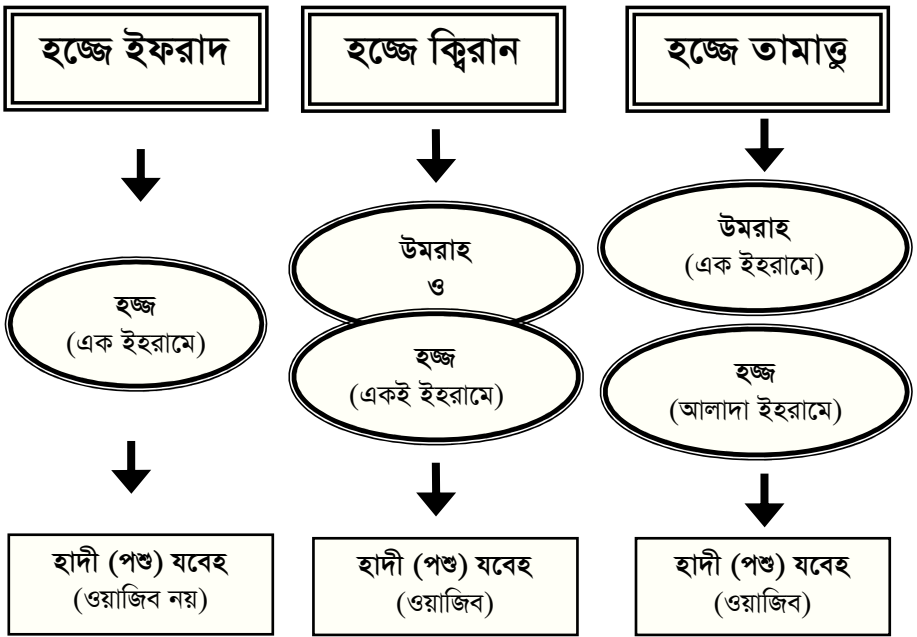 হজ্জে ইফরাদ
হজ্জ
(এক ইহরামে)
হাদী (পশু) যবেহ
(ওয়াজিব নয়)
হজ্জে ক্বিরান
উমরাহ
ও
হজ্জ
(একই ইহরামে)
হাদী (পশু) যবেহ
(ওয়াজিব)
হজ্জে তামাত্তু
উমরাহ
(এক ইহরামে)
হজ্জ
(আলাদা ইহরামে)
হাদী (পশু) যবেহ
(ওয়াজিব)